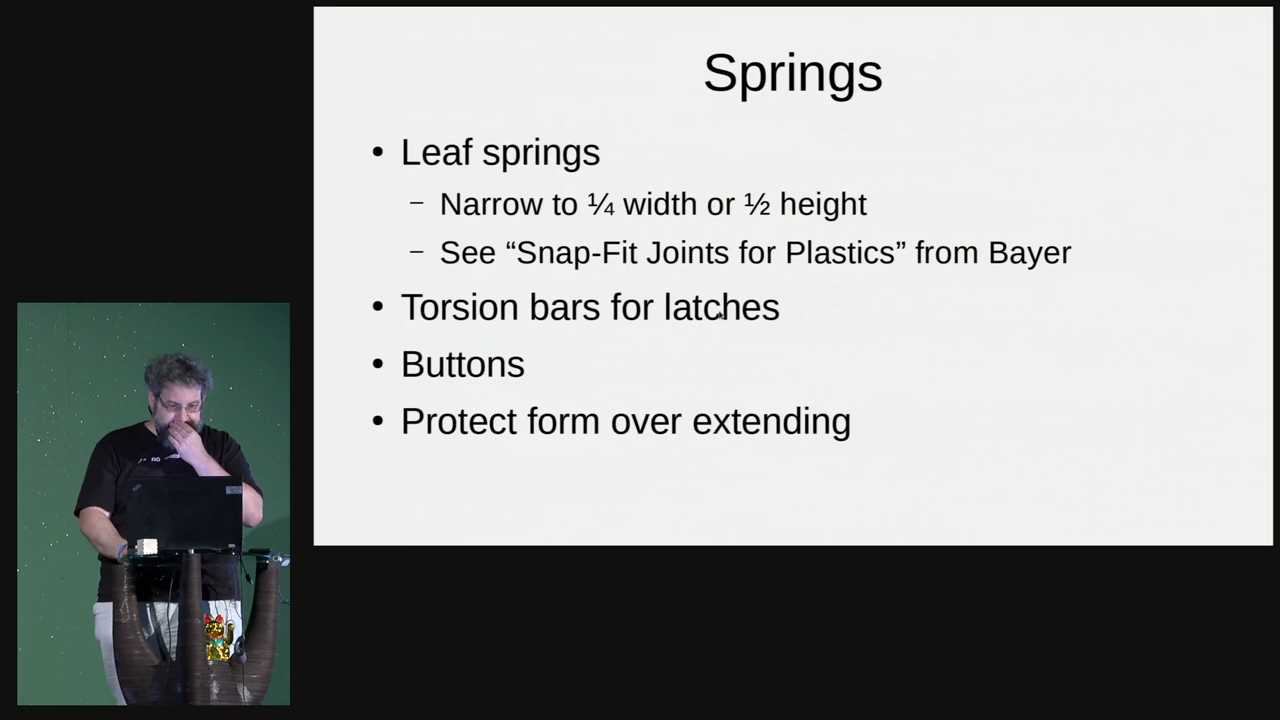 Springs
• Leaf springs
– Narrow to ¼ width or ½ height
– See “Snap-Fit Joints for Plastics” from Bayer
• Torsion bars for latches
• Buttons
• Protect form over extending